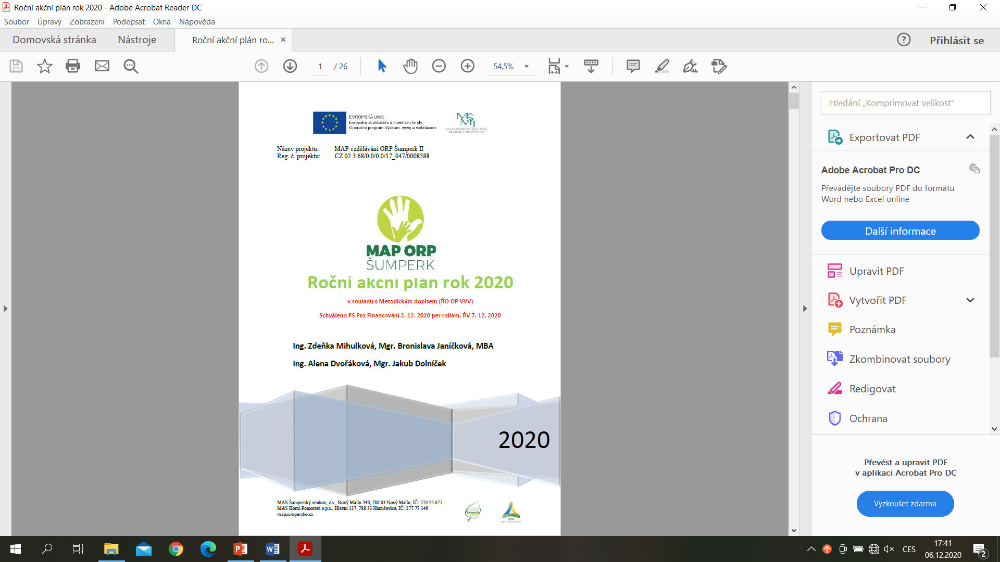 Roční akční plán rok 2020 - Adobe Acrobat Reader DC
Soubor Úpravy Zobrazení Podepsat Okna Nápověda
Domovská stránka Nástroje Roční akční plán ro... × ? Přihlásit se
1 / 26 54,5%
EVROPSKÁ UNIE
Evropské strukturální a investiční fondy
Operační program Výzkum, vývoj a vzdělávání
MŠMT
MINISTERSTVO ŠKOLSTVÍ,
MLÁDEŽE A TĚLOVÝCHOVY
Název projektu: MAP vzdělávání ORP Šumperk II
Reg. č. projektu: CZ.02.3.68/0.0/0.0/17_047/0008588
MAP ORP
ŠUMPERK
Roční akční plán rok 2020
v souladu s Metodickým dopisem (ŘO OP VVV)
Schváleno PS Pro Financování 2. 12. 2020 per rollam, ŘV 7. 12. 2020
Ing. Zdeňka Mihulková, Mgr. Bronislava Janíčková, MBA
Ing. Alena Dvořáková, Mgr. Jakub Dolníček
2020
MAS Šumperský venkov, z.s., Nový Malín 240, 788 03 Nový Malín, IČ: 270 25 675
MAS Horní Pomoraví o.p.s., Hlavní 137, 788 33 Hanušovice, IČ: 277 77 146
mapsumpersko.cz
MAS
Horní Pomoraví
Hledání „Komprimovat velikost“
Exportovat PDF
Adobe Acrobat Pro DC
Převádějte soubory PDF do formátu
Word nebo Excel online
Další informace
Upravit PDF
Vytvořit PDF
Poznámka
Zkombinovat soubory
Redigovat
Ochrana
Převést a upravit PDF
v aplikaci Acrobat Pro DC
Vyzkoušet zdarma
CES
17:41
06.12.2020
2